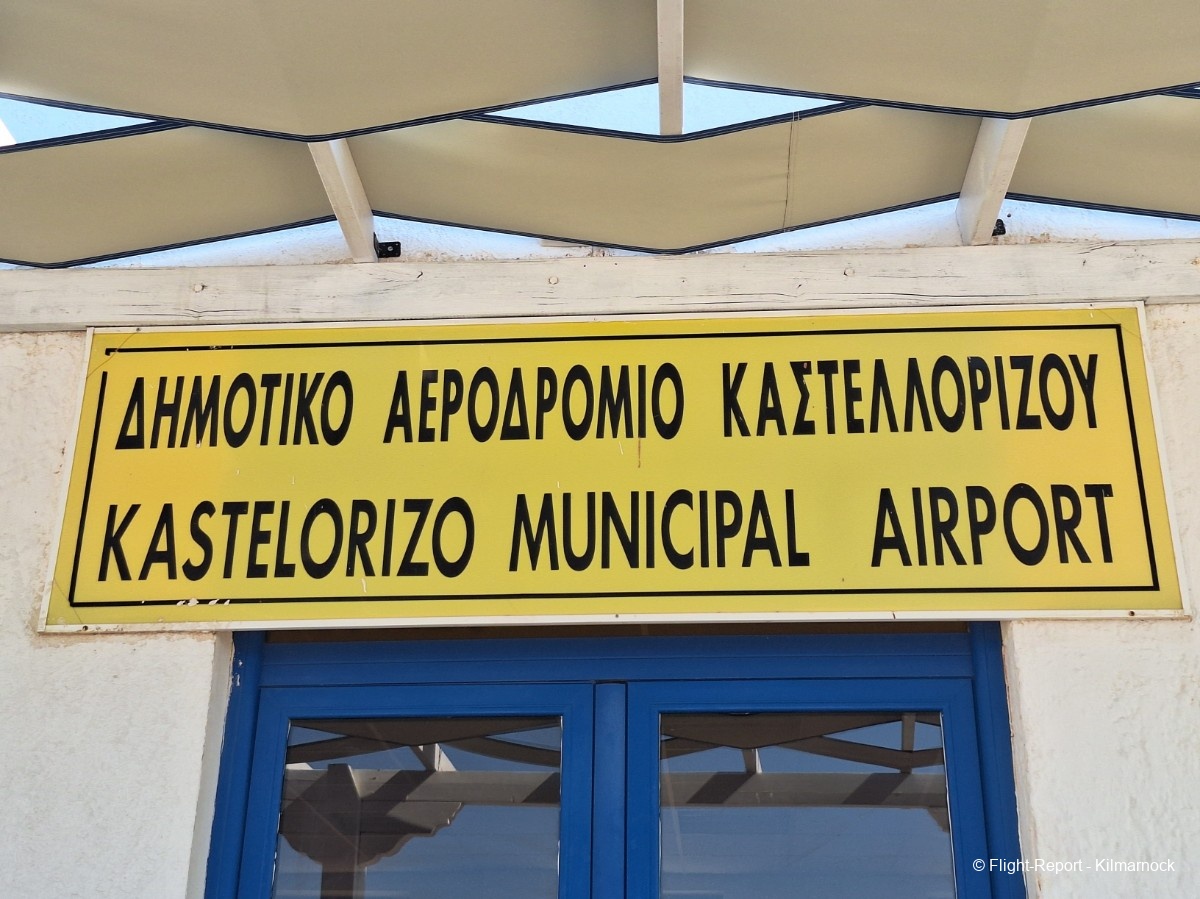 ΔΗΜΟΤΙΚΟ ΑΕΡΟΔΡΟΜΙΟ ΚΑΣΤΕΛΛΟΡΙΖΟΥ
KASTELORIZO MUNICIPAL AIRPORT
© Flight-Report - Kilmarnock